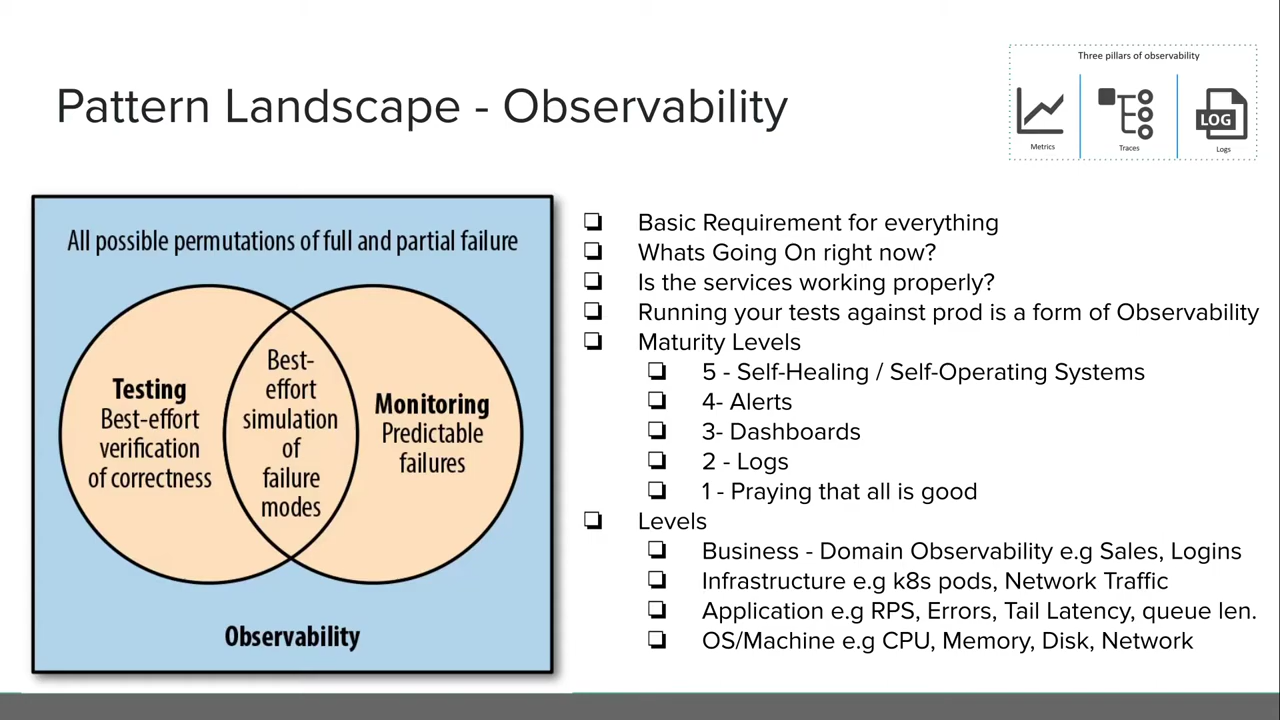 Pattern Landscape - Observability
Three pillars of observability
Metrics
Traces
LOG
Logs
All possible permutations of full and partial failure
Testing
Best-effort
verification
of correctness
Best-
effort
simulation
of
failure
modes
Monitoring
Predictable
failures
Observability
Basic Requirement for everything
Whats Going On right now?
Is the services working properly?
Running your tests against prod is a form of Observability
Maturity Levels
5 - Self-Healing / Self-Operating Systems
4- Alerts
3- Dashboards
2 - Logs
1 - Praying that all is good
Levels
Business - Domain Observability e.g Sales, Logins
Infrastructure e.g k8s pods, Network Traffic
Application e.g RPS, Errors, Tail Latency, queue len.
OS/Machine e.g CPU, Memory, Disk, Network